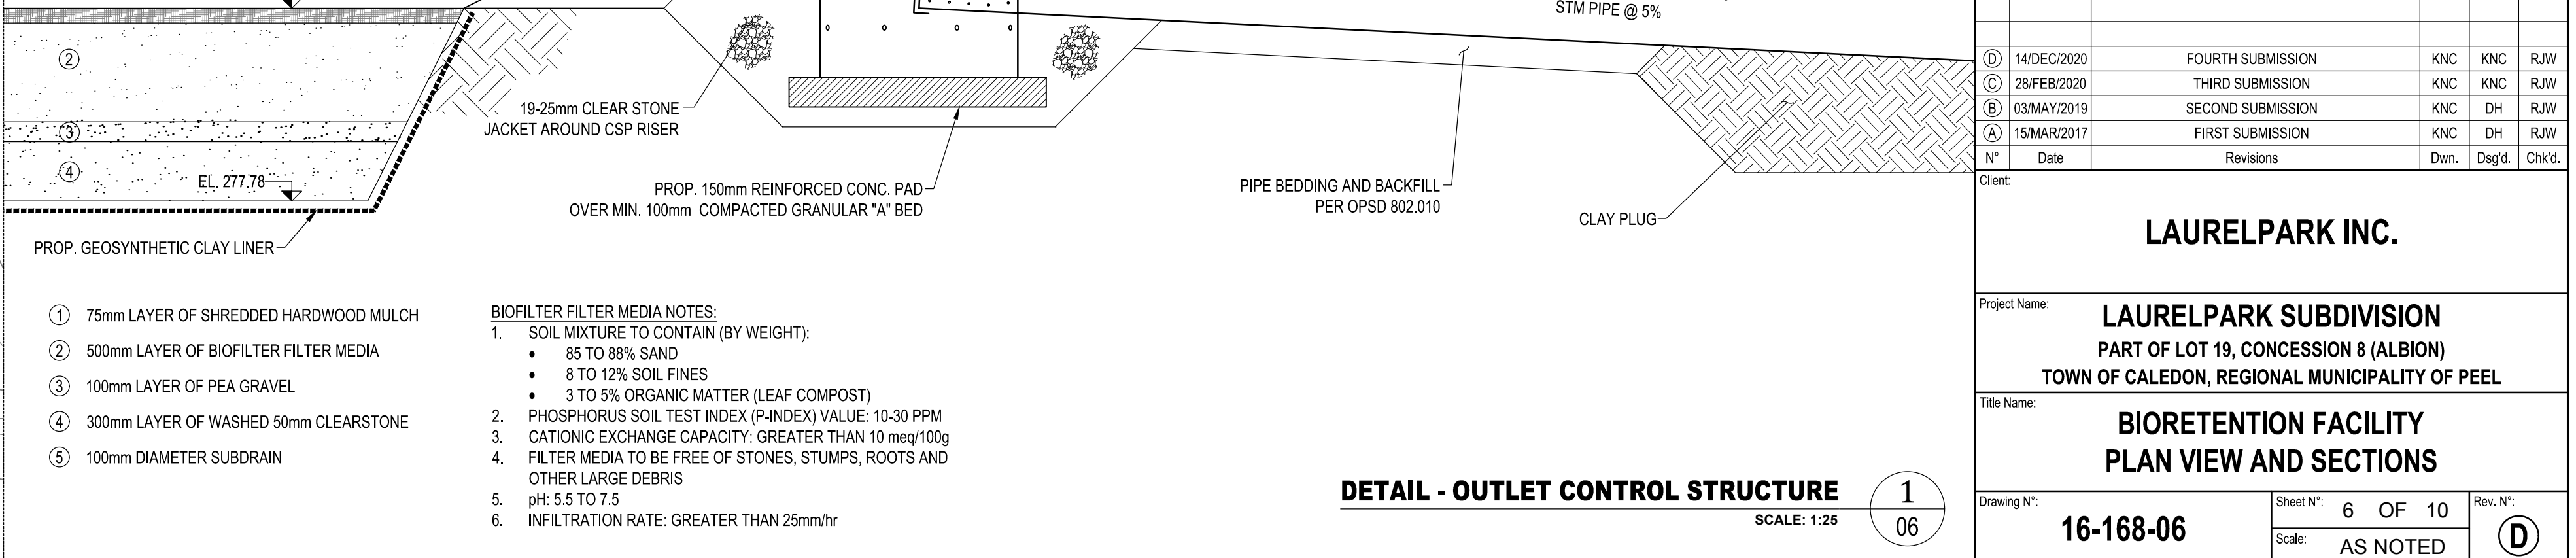 STM PIPE @ 5%
②
③
④
EL. 277.78
19-25mm CLEAR STONE
JACKET AROUND CSP RISER
PROP. 150mm REINFORCED CONC. PAD
OVER MIN. 100mm COMPACTED GRANULAR "A" BED
PIPE BEDDING AND BACKFILL
PER OPSD 802.010
CLAY PLUG
PROP. GEOSYNTHETIC CLAY LINER
① 75mm LAYER OF SHREDDED HARDWOOD MULCH
② 500mm LAYER OF BIOFILTER FILTER MEDIA
③ 100mm LAYER OF PEA GRAVEL
④ 300mm LAYER OF WASHED 50mm CLEARSTONE
⑤ 100mm DIAMETER SUBDRAIN
BIOFILTER FILTER MEDIA NOTES:
1. SOIL MIXTURE TO CONTAIN (BY WEIGHT):
• 85 TO 88% SAND
• 8 TO 12% SOIL FINES
• 3 TO 5% ORGANIC MATTER (LEAF COMPOST)
2. PHOSPHORUS SOIL TEST INDEX (P-INDEX) VALUE: 10-30 PPM
3. CATIONIC EXCHANGE CAPACITY: GREATER THAN 10 meq/100g
4. FILTER MEDIA TO BE FREE OF STONES, STUMPS, ROOTS AND
OTHER LARGE DEBRIS
5. pH: 5.5 TO 7.5
6. INFILTRATION RATE: GREATER THAN 25mm/hr
DETAIL - OUTLET CONTROL STRUCTURE
SCALE: 1:25
1
06
Ⓓ 14/DEC/2020 FOURTH SUBMISSION KNC KNC RJW
Ⓒ 28/FEB/2020 THIRD SUBMISSION KNC KNC RJW
Ⓑ 03/MAY/2019 SECOND SUBMISSION KNC DH RJW
Ⓐ 15/MAR/2017 FIRST SUBMISSION KNC DH RJW
N° Date Revisions Dwn. Dsg'd. Chk'd.
Client:
LAURELPARK INC.
Project Name:
LAURELPARK SUBDIVISION
PART OF LOT 19, CONCESSION 8 (ALBION)
TOWN OF CALEDON, REGIONAL MUNICIPALITY OF PEEL
Title Name:
BIORETENTION FACILITY
PLAN VIEW AND SECTIONS
Drawing N°:
16-168-06
Sheet N°: 6 OF 10
Scale: AS NOTED
Rev. N°:
Ⓓ